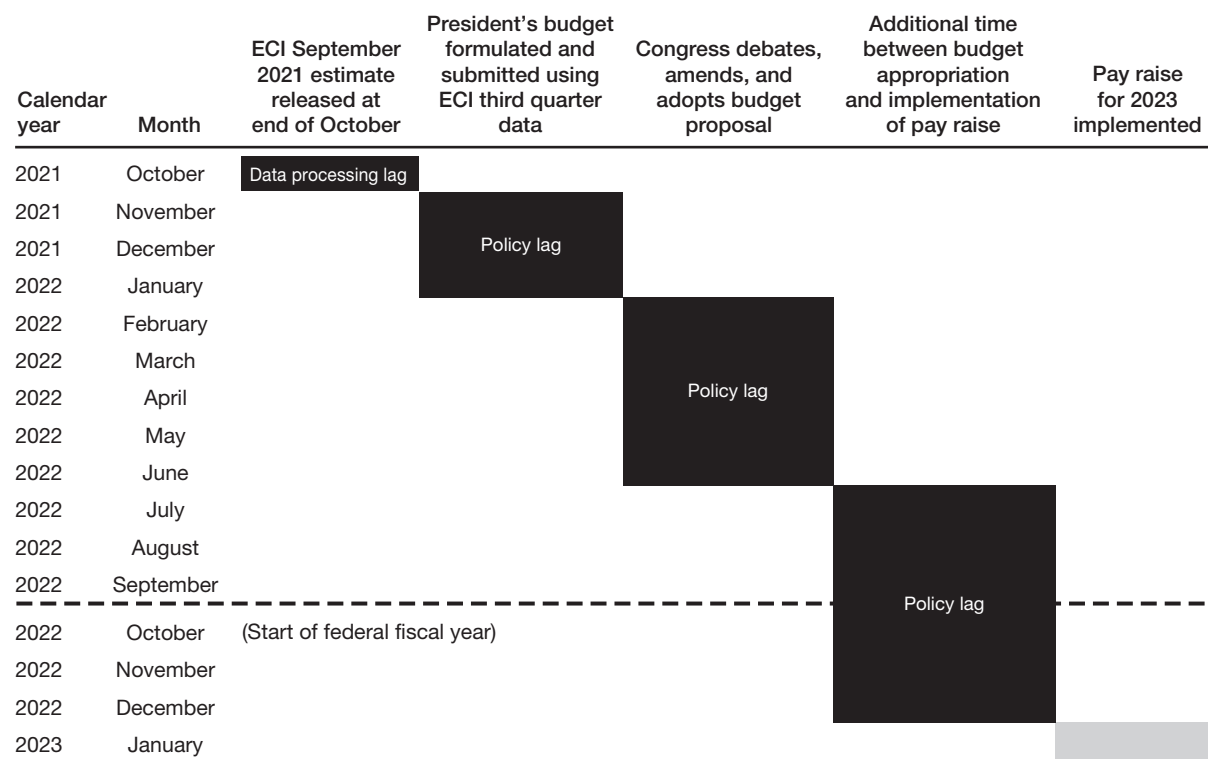 Calendar year
Month
ECI September 2021 estimate released at end of October
President’s budget formulated and submitted using ECI third quarter data
Congress debates, amends, and adopts budget proposal
Additional time between budget appropriation and implementation of pay raise
Pay raise for 2023 implemented
2021 October Data processing lag
2021 November
2021 December Policy lag
2022 January
2022 February
2022 March
2022 April Policy lag
2022 May
2022 June
2022 July
2022 August
2022 September
Policy lag
2022 October (Start of federal fiscal year)
2022 November
2022 December
2023 January